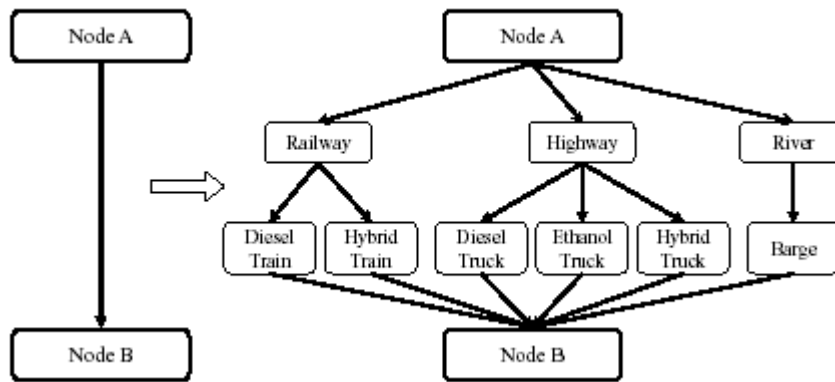 Node A
Node A
Railway
Highway
River
Diesel
Train
Hybrid
Train
Diesel
Truck
Ethanol
Truck
Hybrid
Truck
Barge
Node B
Node B